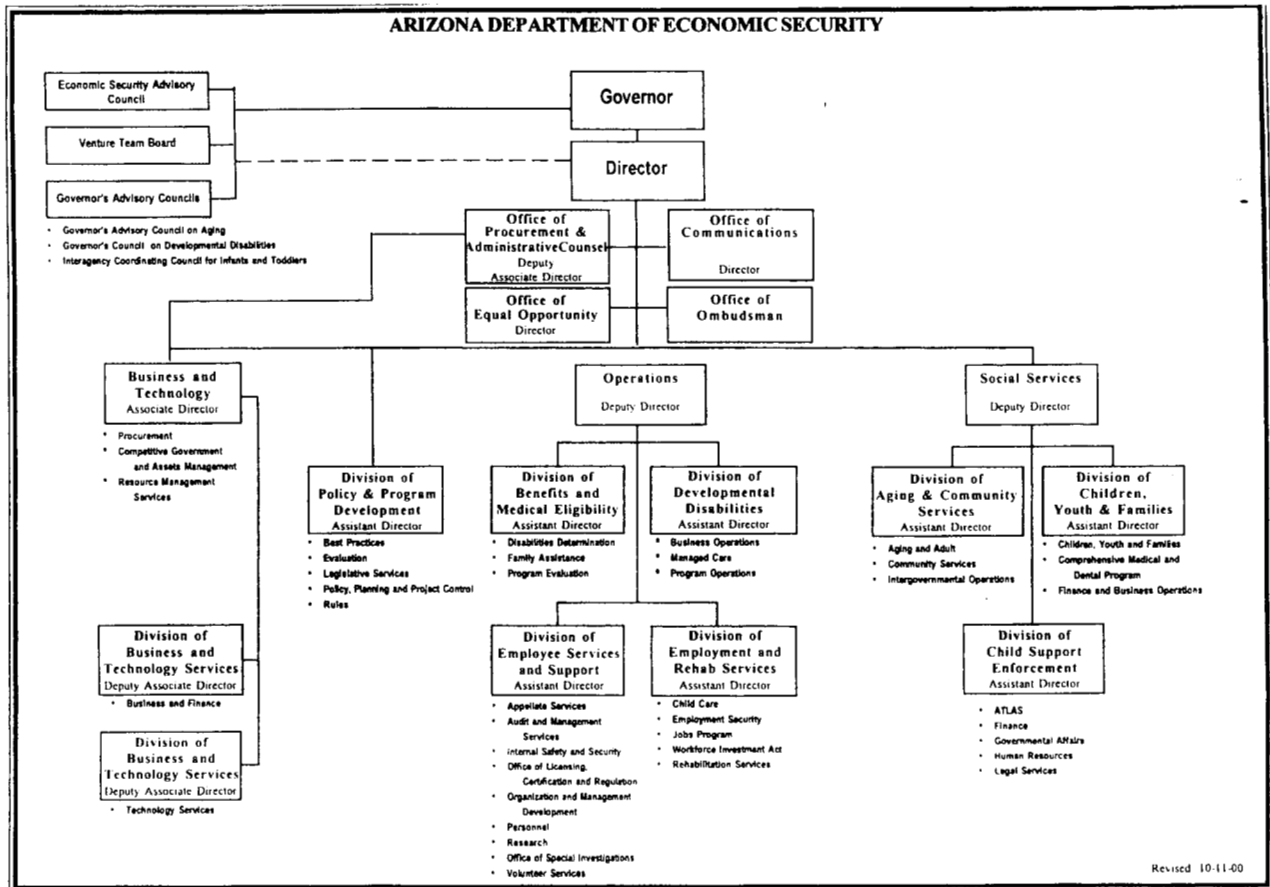 ARIZONA DEPARTMENT OF ECONOMIC SECURITY
Economic Security Advisory
Council
Venture Team Board
Governor's Advisory Councils
• Governor's Advisory Council on Aging
• Governor's Council on Developmental Disabilities
• Interagency Coordinating Council for Infants and Toddlers
Governor
Director
Office of
Procurement &
AdministrativeCounsel
Deputy
Associate Director
Office of
Communications
Director
Office of
Equal Opportunity
Director
Office of
Ombudsman
Business and
Technology
Associate Director
• Procurement
• Competitive Government
and Assets Management
• Resource Management
Services
Operations
Deputy Director
Social Services
Deputy Director
Division of
Policy & Program
Development
Assistant Director
• Best Practices
• Evaluation
• Legislative Services
• Policy, Planning and Project Control
• Rules
Division of
Benefits and
Medical Eligibility
Assistant Director
• Disabilities Determination
• Family Assistance
• Program Evaluation
Division of
Developmental
Disabilities
Assistant Director
• Business Operations
• Managed Care
• Program Operations
Division of
Aging & Community
Services
Assistant Director
• Aging and Adult
• Community Services
• Intergovernmental Operations
Division of
Children,
Youth & Families
Assistant Director
• Children, Youth and Families
• Comprehensive Medical and
Dental Program
• Finance and Business Operations
Division of
Business and
Technology Services
Deputy Associate Director
• Business and Finance
Division of
Business and
Technology Services
Deputy Associate Director
• Technology Services
Division of
Employee Services
and Support
Assistant Director
• Appellate Services
• Audit and Management
Services
• Internal Safety and Security
• Office of Licensing,
Certification and Regulation
• Organization and Management
Development
• Personnel
• Research
• Office of Special Investigations
• Volunteer Services
Division of
Employment and
Rehab Services
Assistant Director
• Child Care
• Employment Security
• Jobs Program
• Workforce Investment Act
• Rehabilitation Services
Division of
Child Support
Enforcement
Assistant Director
• ATLAS
• Finance
• Governmental Affairs
• Human Resources
• Legal Services
Revised 10-11-00